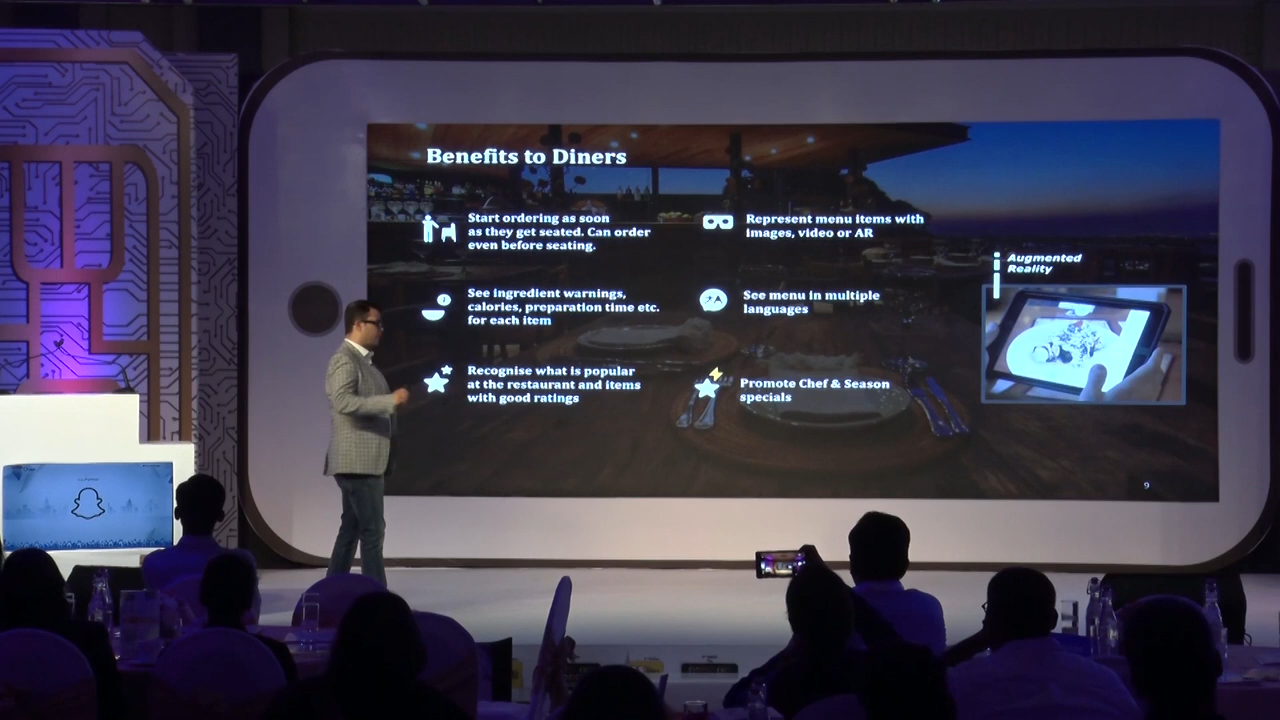 Benefits to Diners
Start ordering as soon
as they get seated. Can order
even before seating.
See ingredient warnings,
calories, preparation time etc.
for each item
Recognise what is popular
at the restaurant and items
with good ratings
Represent menu items with
images, video or AR
See menu in multiple
languages
Promote Chef & Season
specials
Augmented
Reality
9